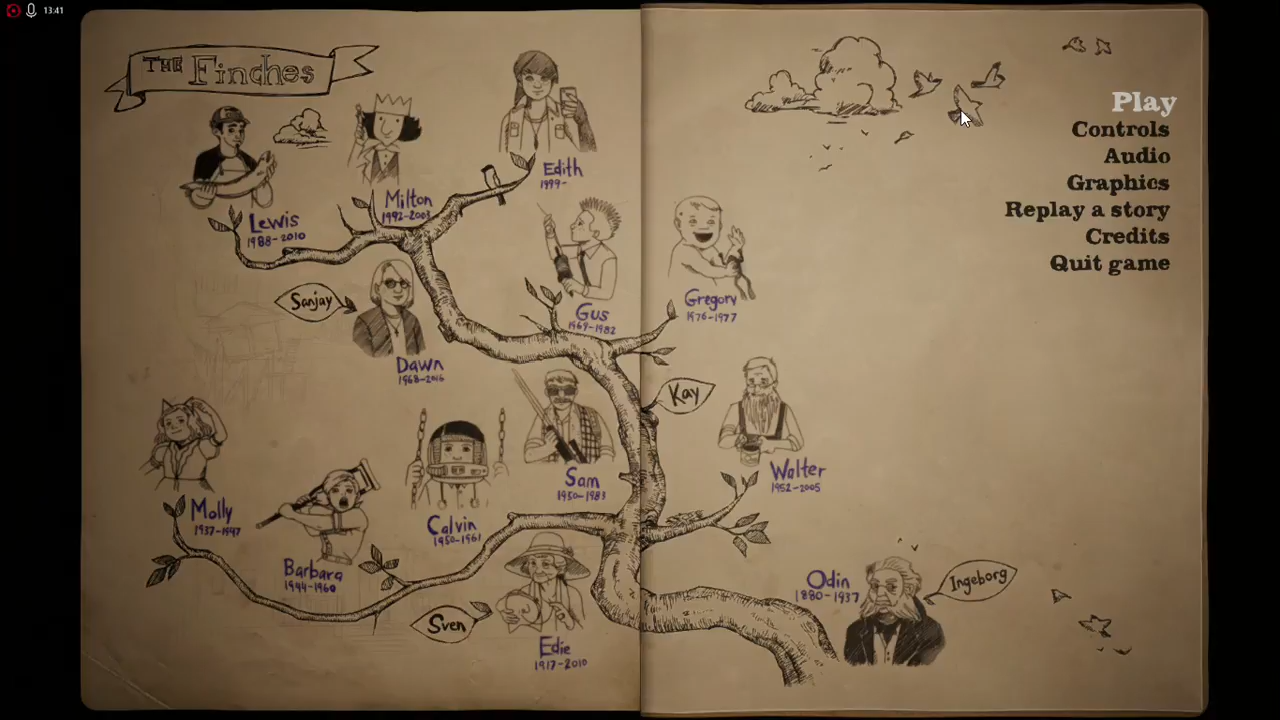 13:41
THE Finches
Edith
1999-
Milton
1992-2003
Lewis
1988-2010
Sanjay
Dawn
1968-2016
Gus
1969-1982
Gregory
1976-1977
Kay
Sam
1950-1983
Walter
1952-2005
Molly
1937-1947
Barbara
1944-1960
Calvin
1950-1961
Sven
Edie
1917-2010
Odin
1880-1937
Ingeborg
Play
Controls
Audio
Graphics
Replay a story
Credits
Quit game